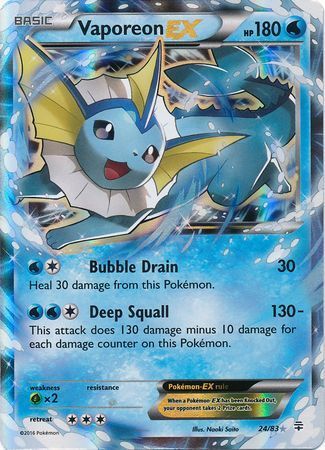 BASIC
Vaporeon EX HP 180
Bubble Drain 30
Heal 30 damage from this Pokémon.
Deep Squall 130-
This attack does 130 damage minus 10 damage for
each damage counter on this Pokémon.
weakness resistance
×2
retreat
Pokémon-EX rule
When a Pokémon-EX has been Knocked Out,
your opponent takes 2 Prize cards.
©2016 Pokémon Illus. Naoki Saito 24/83